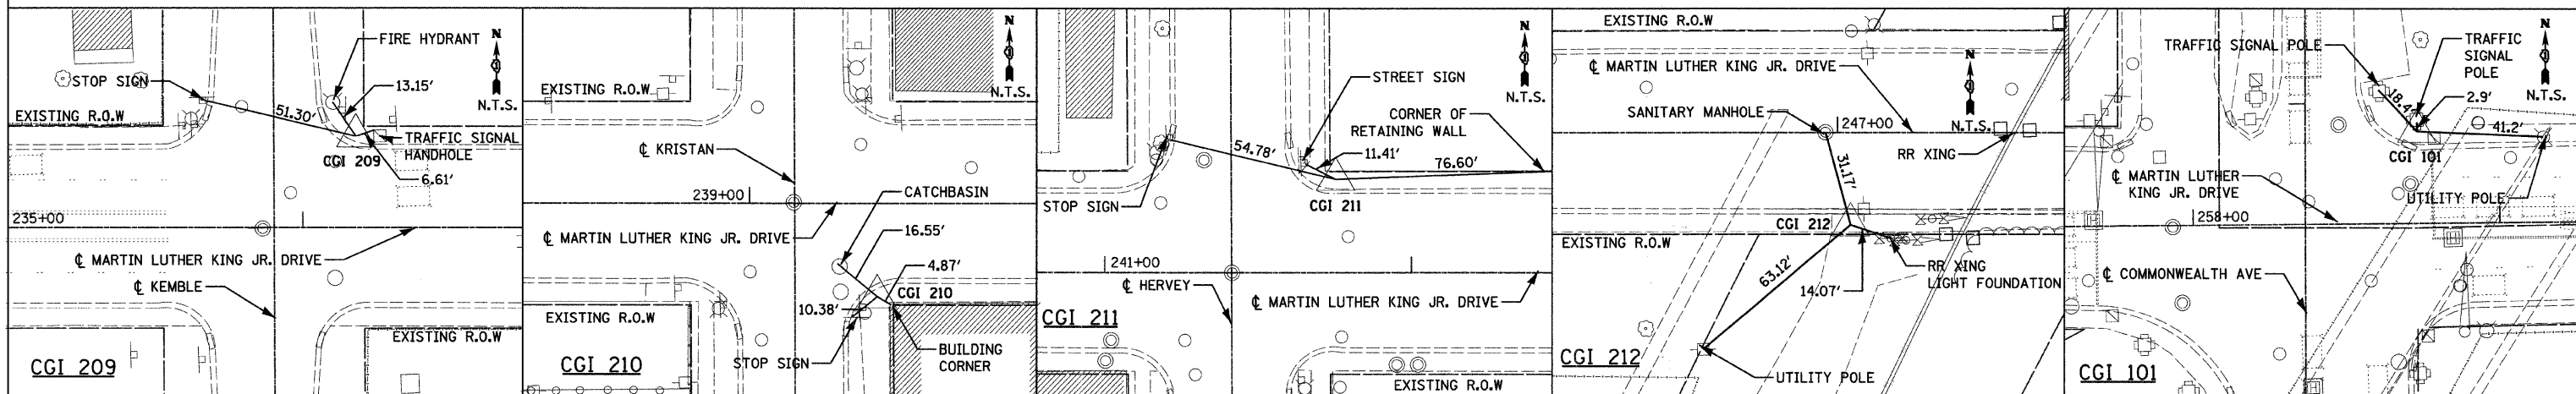 FIRE HYDRANT
N
STOP SIGN
13.15'
N.T.S.
51.30'
EXISTING R.O.W
TRAFFIC SIGNAL
HANDHOLE
CGI 209
6.61'
235+00
℄ MARTIN LUTHER KING JR. DRIVE
℄ KEMBLE
EXISTING R.O.W
CGI 209
N
EXISTING R.O.W
N.T.S.
℄ KRISTAN
239+00
CATCHBASIN
16.55'
℄ MARTIN LUTHER KING JR. DRIVE
4.87'
CGI 210
10.38'
EXISTING R.O.W
STOP SIGN
BUILDING
CORNER
CGI 210
N
STREET SIGN
N.T.S.
CORNER OF
RETAINING WALL
54.78'
11.41'
76.60'
STOP SIGN
CGI 211
241+00
℄ HERVEY
℄ MARTIN LUTHER KING JR. DRIVE
CGI 211
EXISTING R.O.W
EXISTING R.O.W
N
℄ MARTIN LUTHER KING JR. DRIVE
SANITARY MANHOLE
247+00
N.T.S.
RR XING
31.17'
CGI 212
EXISTING R.O.W
63.12'
14.07'
RR XING
LIGHT FOUNDATION
CGI 212
UTILITY POLE
N
TRAFFIC SIGNAL POLE
TRAFFIC
SIGNAL
POLE
N.T.S.
18.4'
2.9'
41.2'
CGI 101
℄ MARTIN LUTHER
KING JR. DRIVE
UTILITY POLE
258+00
℄ COMMONWEALTH AVE
CGI 101